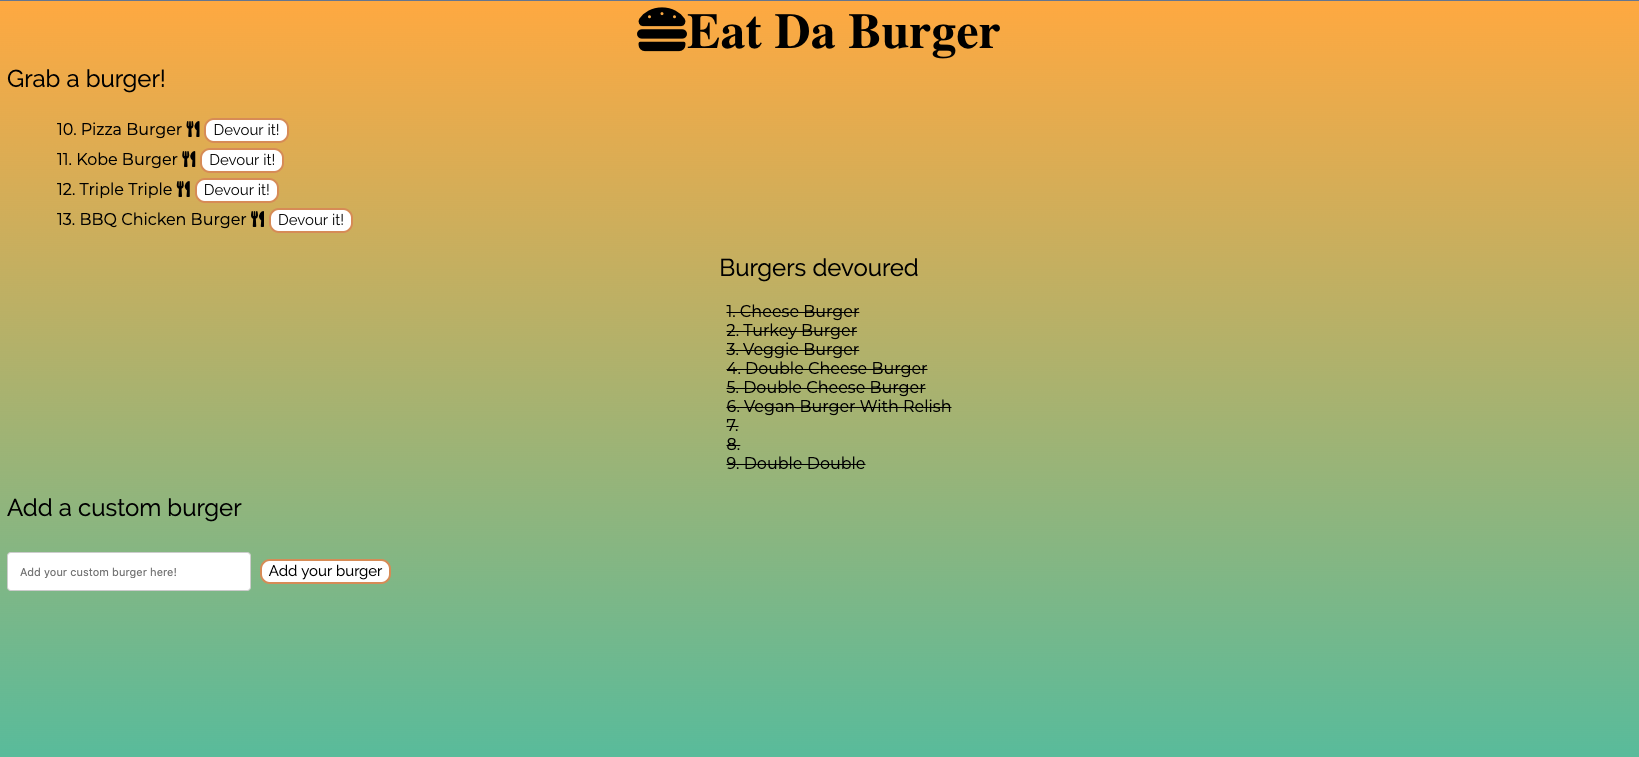 Eat Da Burger
Grab a burger!
10. Pizza Burger Devour it!
11. Kobe Burger Devour it!
12. Triple Triple Devour it!
13. BBQ Chicken Burger Devour it!
Burgers devoured
1. Cheese Burger
2. Turkey Burger
3. Veggie Burger
4. Double Cheese Burger
5. Double Cheese Burger
6. Vegan Burger With Relish
7.
8.
9. Double Double
Add a custom burger
Add your custom burger here! Add your burger